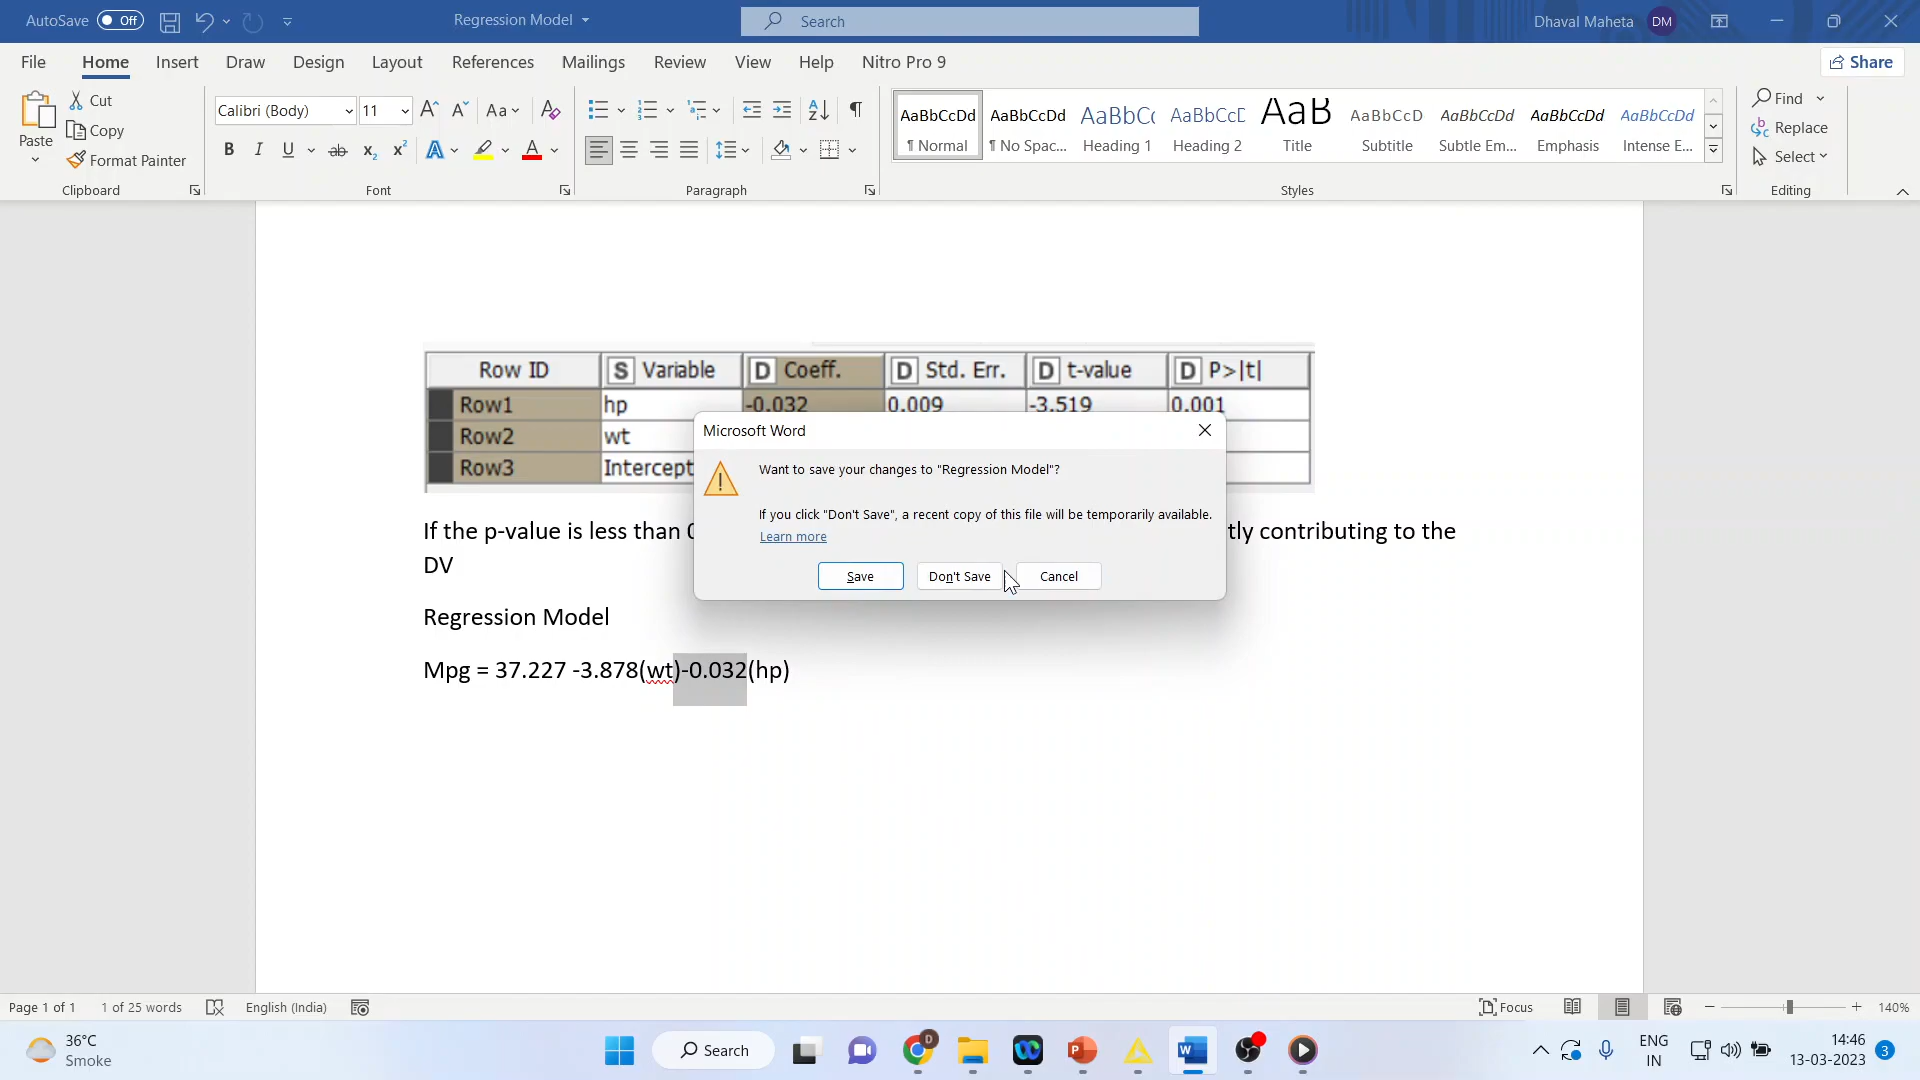 AutoSave Off Regression Model Search Dhaval Maheta DM
File Home Insert Draw Design Layout References Mailings Review View Help Nitro Pro 9 Share
Paste Cut Copy Format Painter Clipboard
Calibri (Body) 11 Aa Font
Paragraph
AaBbCcDd ¶ Normal
AaBbCcDd ¶ No Spac...
AaBbCc Heading 1
AaBbCcC Heading 2
AaB Title
AaBbCcD Subtitle
AaBbCcDd Subtle Em...
AaBbCcDd Emphasis
AaBbCcDd Intense E...
Styles
Find
Replace
Select
Editing
Row ID S Variable D Coeff. D Std. Err. D t-value D P>|t|
Row1 hp -0.032 0.009 -3.519 0.001
Row2 wt
Row3 Intercept
Microsoft Word
Want to save your changes to "Regression Model"?
If you click "Don't Save", a recent copy of this file will be temporarily available.
Learn more
Save Don't Save Cancel
If the p-value is less than contributing to the
DV
Regression Model
Mpg = 37.227 -3.878(wt)-0.032(hp)
Page 1 of 1 1 of 25 words English (India) Focus 140%
36°C
Smoke
Search
ENG
IN
14:46
13-03-2023
3